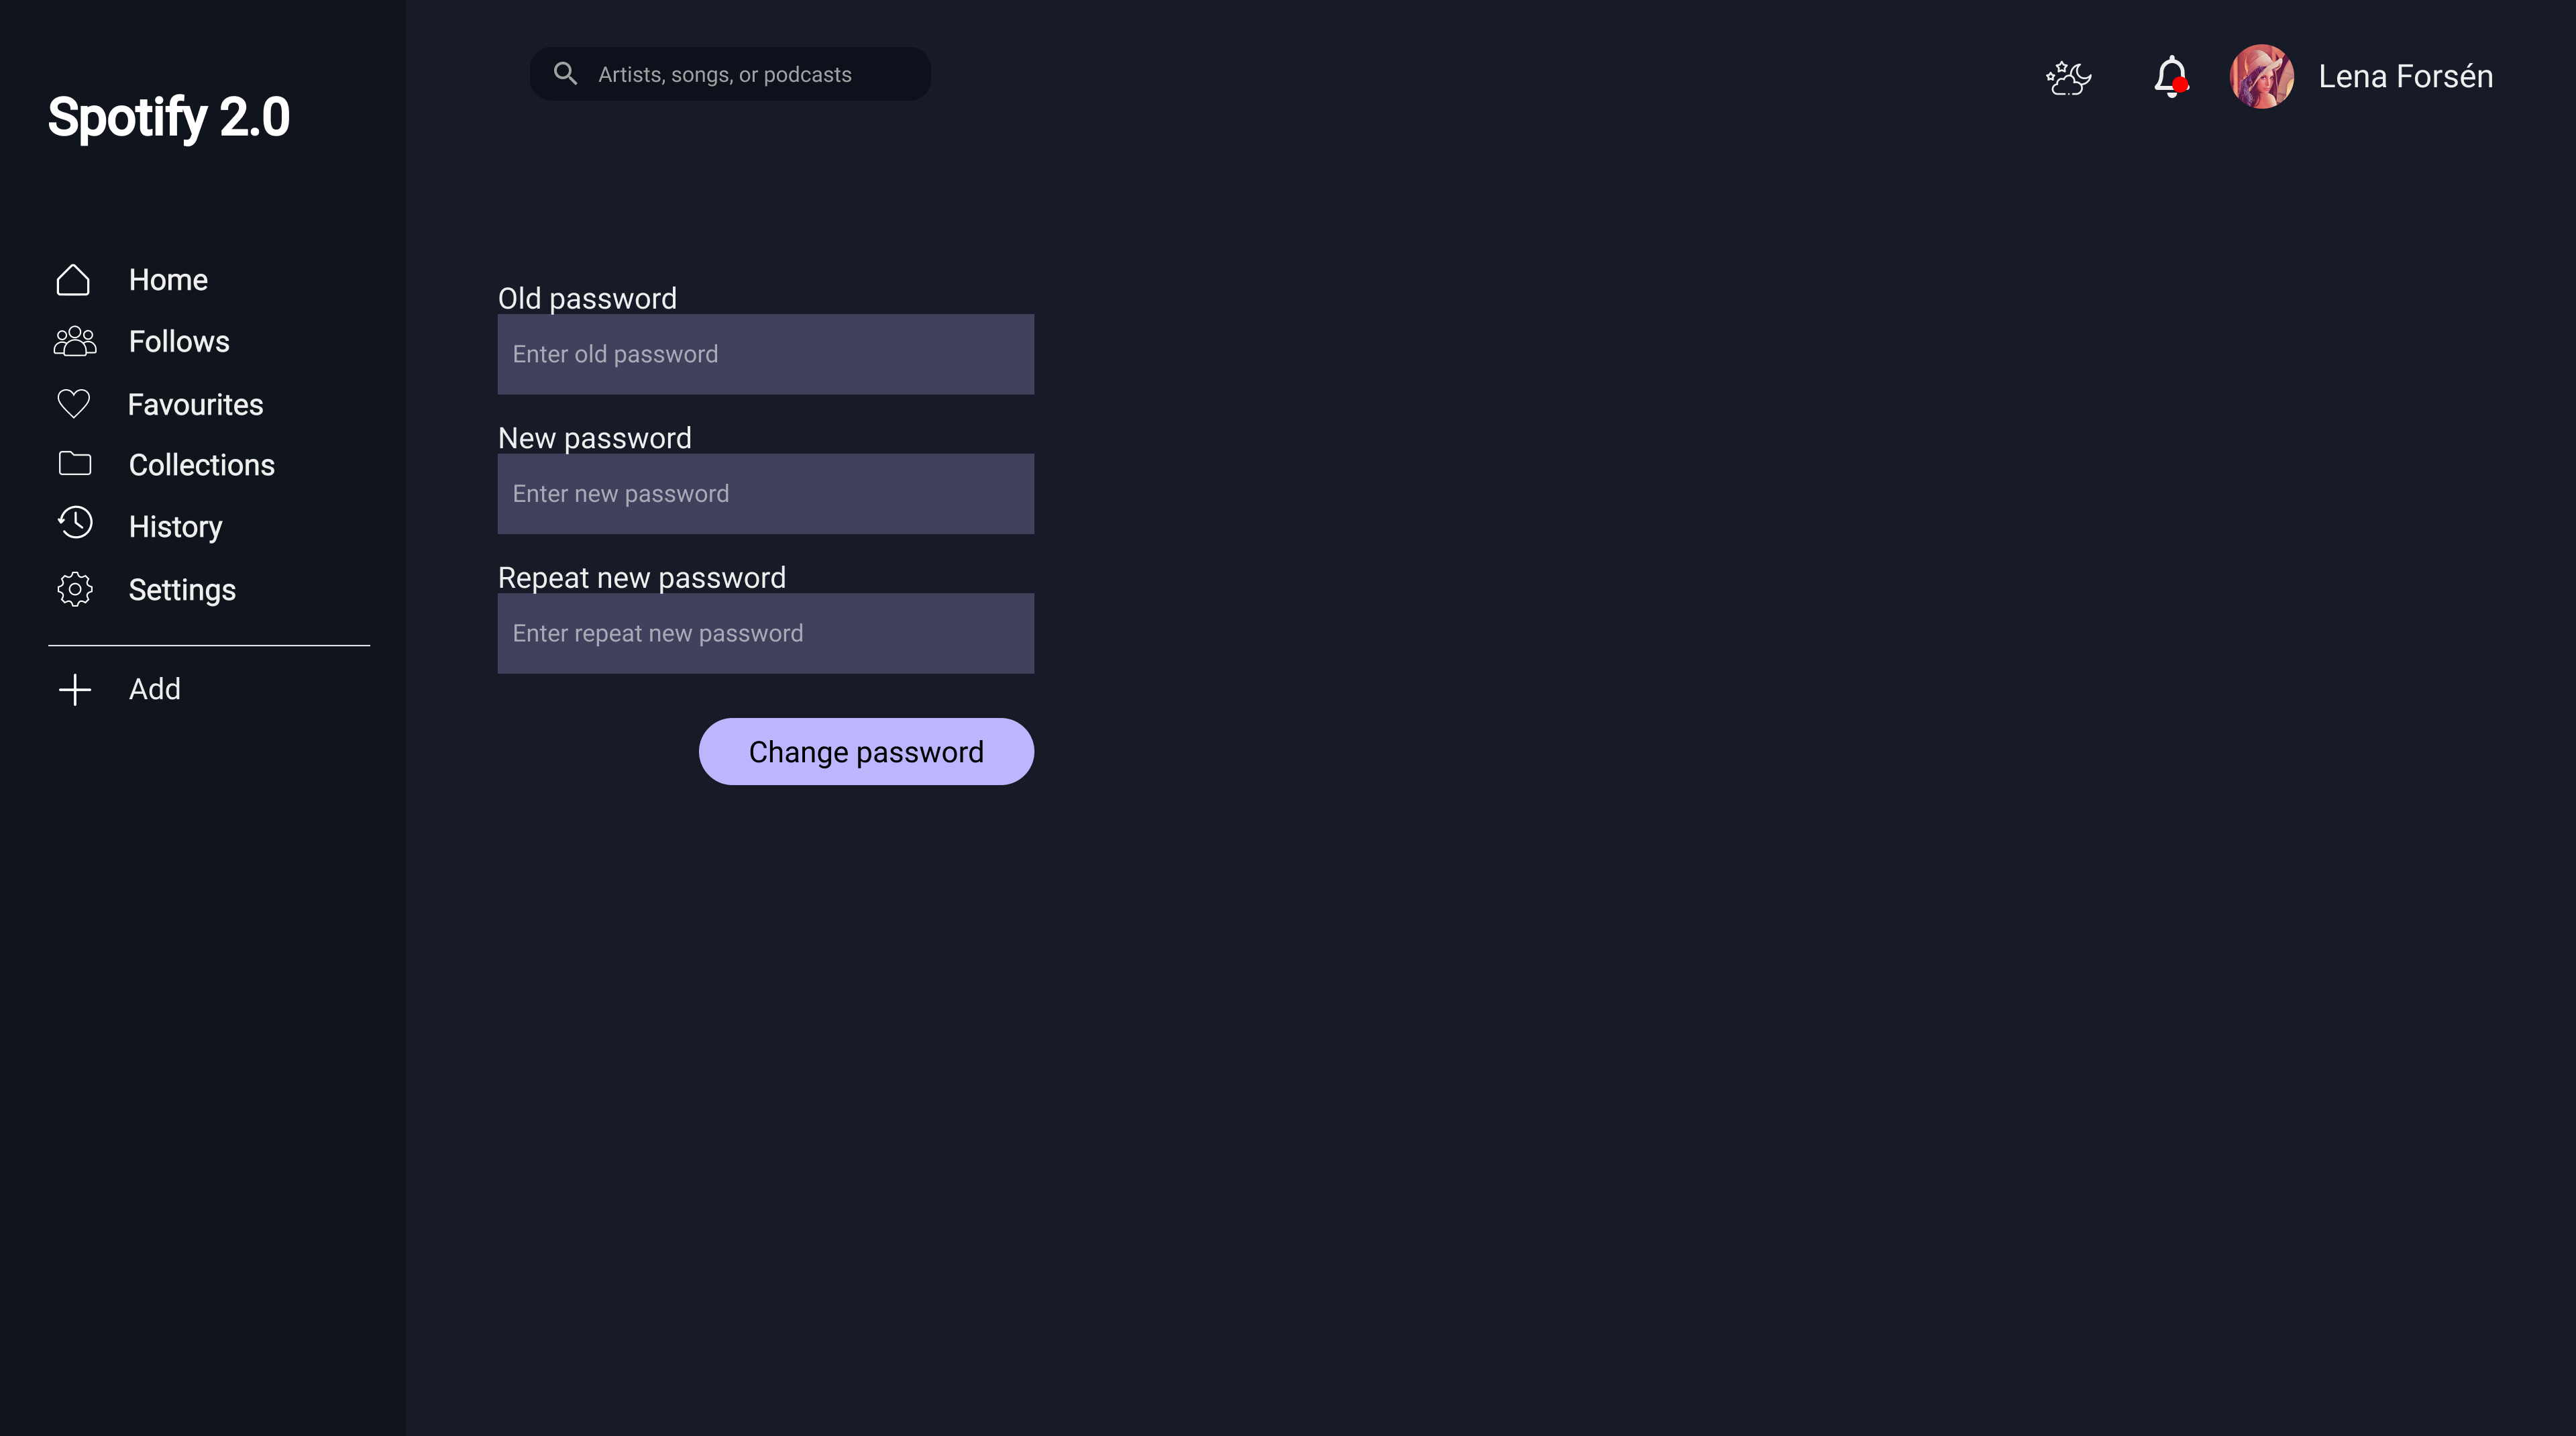 Spotify 2.0
Home
Follows
Favourites
Collections
History
Settings
Add
Artists, songs, or podcasts
Lena Forsén
Old password
Enter old password
New password
Enter new password
Repeat new password
Enter repeat new password
Change password